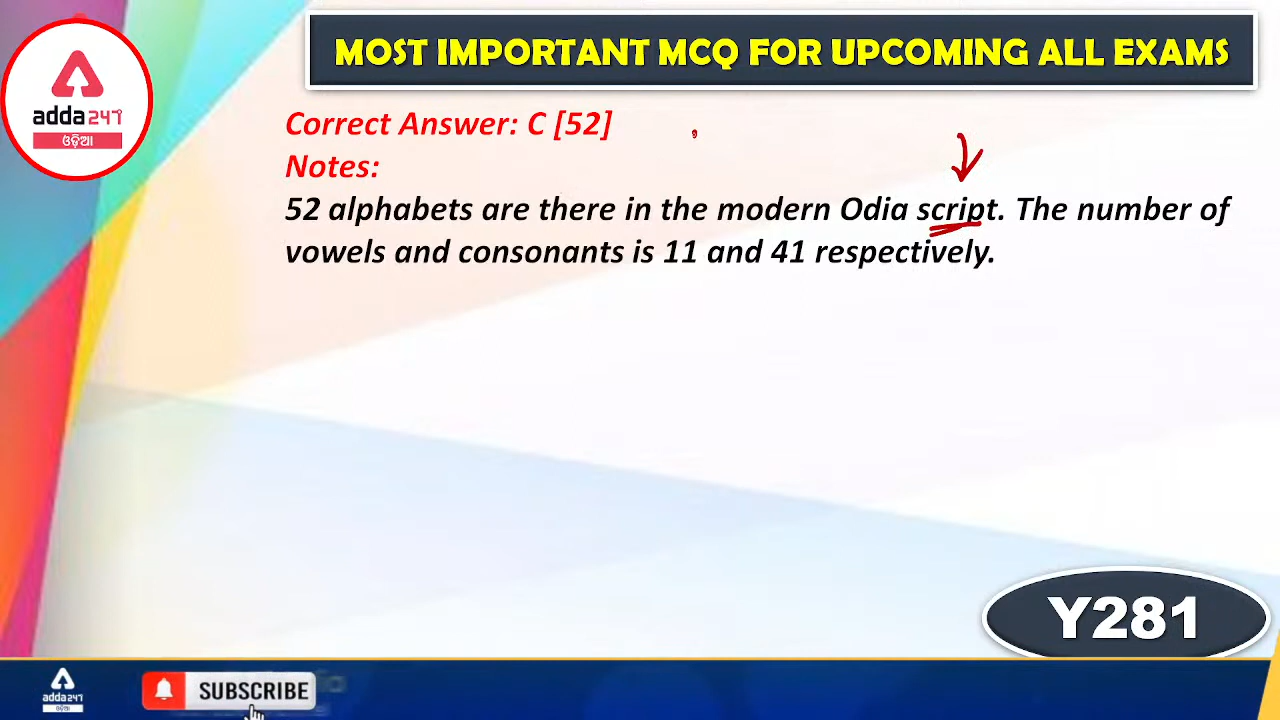 MOST IMPORTANT MCQ FOR UPCOMING ALL EXAMS
adda247
ଓଡ଼ିଆ
Correct Answer: C [52]
Notes:
52 alphabets are there in the modern Odia script. The number of
vowels and consonants is 11 and 41 respectively.
Y281
adda247
ଓଡ଼ିଆ
SUBSCRIBE